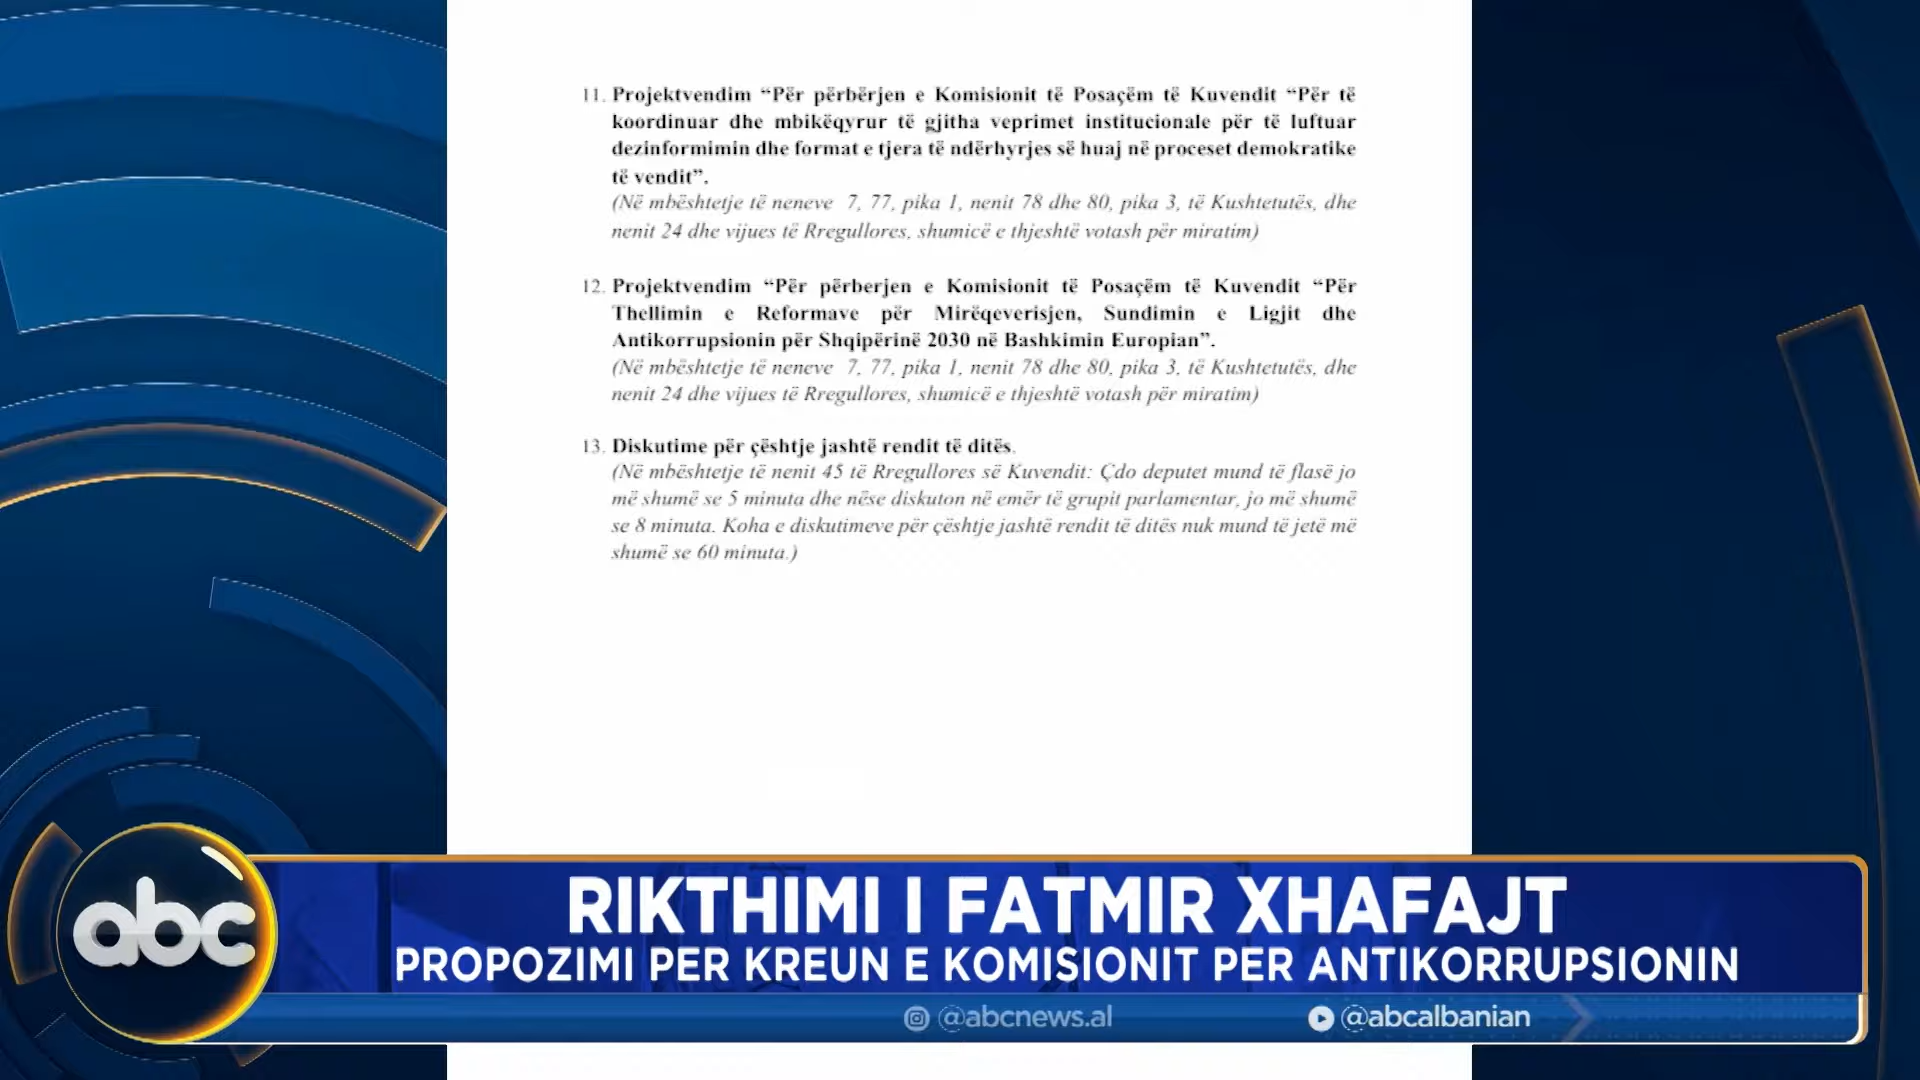 11. Projektvendim “Për përbërjen e Komisionit të Posaçëm të Kuvendit “Për të
koordinuar dhe mbikëqyrur të gjitha veprimet institucionale për të luftuar
dezinformimin dhe format e tjera të ndërhyrjes së huaj në proceset demokratike
të vendit”.
(Në mbështetje të neneve 7, 77, pika 1, nenit 78 dhe 80, pika 3, të Kushtetutës, dhe
nenit 24 dhe vijues të Rregullores, shumicë e thjeshtë votash për miratim)
12. Projektvendim “Për përberjen e Komisionit të Posaçëm të Kuvendit “Për
Thellimin e Reformave për Mirëqeverisjen, Sundimin e Ligjit dhe
Antikorrupsionin për Shqipërinë 2030 në Bashkimin Europian”.
(Në mbështetje të neneve 7, 77, pika 1, nenit 78 dhe 80, pika 3, të Kushtetutës, dhe
nenit 24 dhe vijues të Rregullores, shumicë e thjeshtë votash për miratim)
13. Diskutime për çështje jashtë rendit të ditës.
(Në mbështetje të nenit 45 të Rregullores së Kuvendit: Çdo deputet mund të flasë jo
më shumë se 5 minuta dhe nëse diskuton në emër të grupit parlamentar, jo më shumë
se 8 minuta. Koha e diskutimeve për çështje jashtë rendit të ditës nuk mund të jetë më
shumë se 60 minuta.)
abc
RIKTHIMI I FATMIR XHAFAJT
PROPOZIMI PER KREUN E KOMISIONIT PER ANTIKORRUPSIONIN
@abcnews.al
@abcalbanian